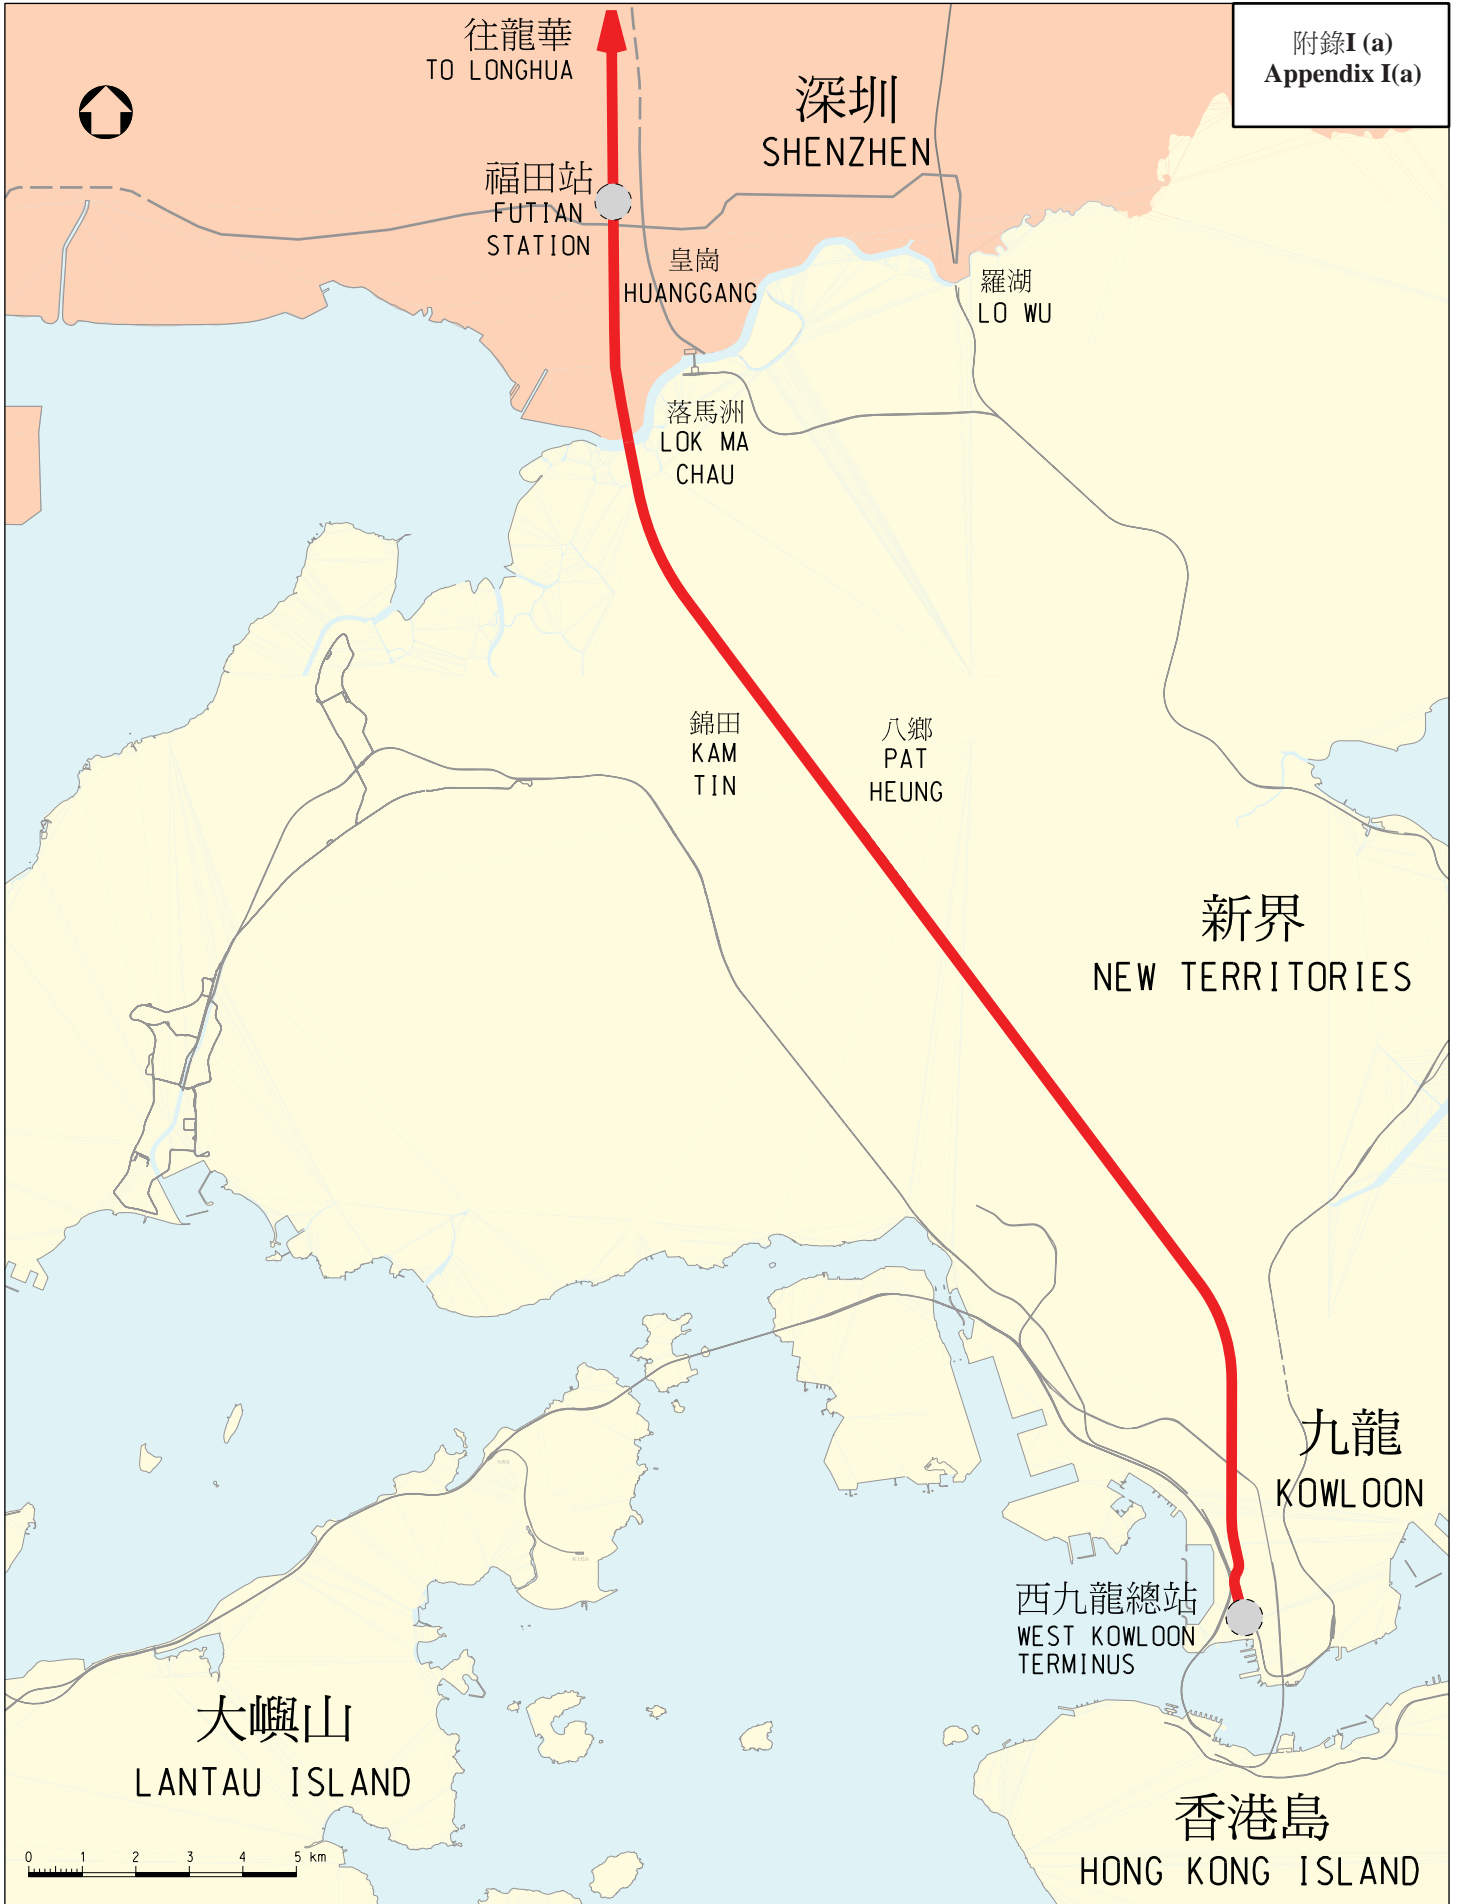 往龍華
TO LONGHUA
附錄I (a)
Appendix I(a)
深圳
SHENZHEN
福田站
FUTIAN
STATION
皇崗
HUANGGANG
羅湖
LO WU
落馬洲
LOK MA
CHAU
錦田
KAM
TIN
八鄉
PAT
HEUNG
新界
NEW TERRITORIES
九龍
KOWLOON
西九龍總站
WEST KOWLOON
TERMINUS
大嶼山
LANTAU ISLAND
香港島
HONG KONG ISLAND
0 1 2 3 4 5 km